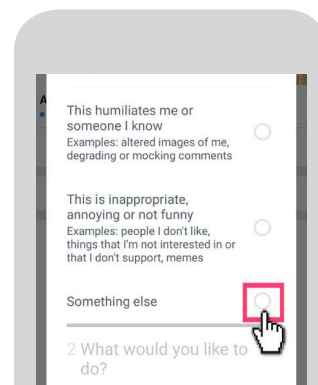 A
This humiliates me or
someone I know
Examples: altered images of me,
degrading or mocking comments
This is inappropriate,
annoying or not funny
Examples: people I don't like,
things that I'm not interested in or
that I don't support, memes
Something else
2 What would you like to
do?